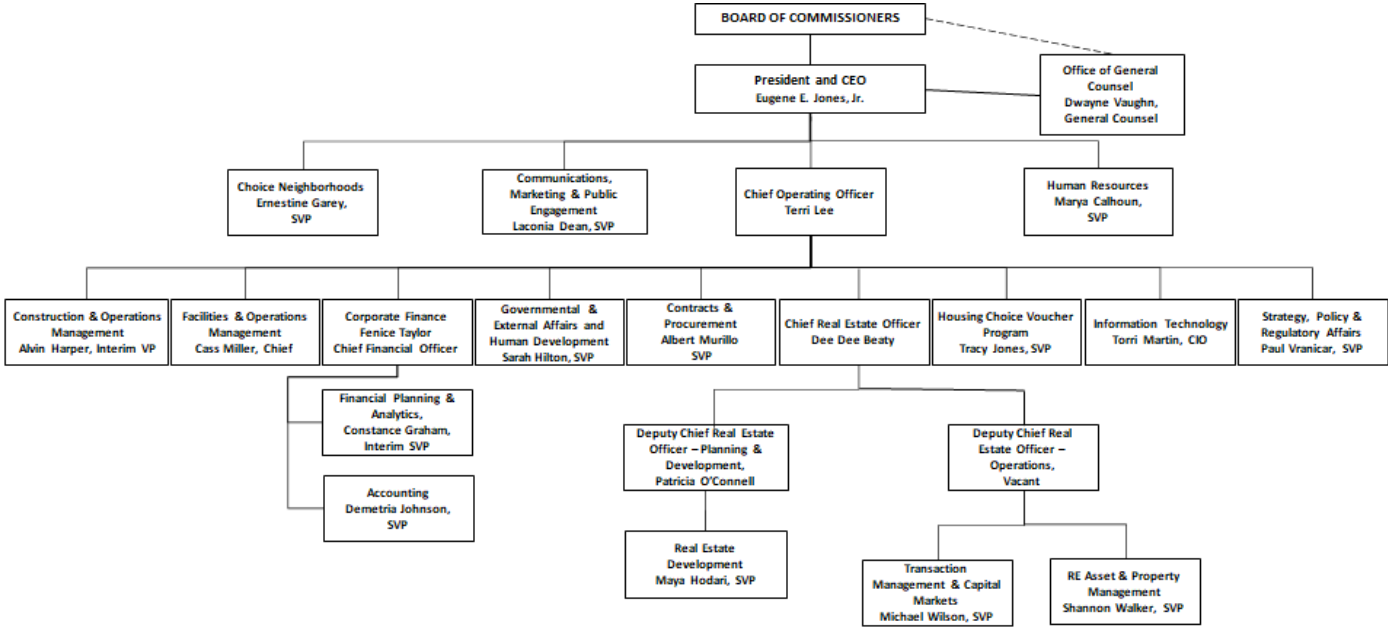 BOARD OF COMMISSIONERS
President and CEO
Eugene E. Jones, Jr.
Office of General
Counsel
Dwayne Vaughn,
General Counsel
Choice Neighborhoods
Ernestine Garey,
SVP
Communications,
Marketing & Public
Engagement
Laconia Dean, SVP
Chief Operating Officer
Terri Lee
Human Resources
Marya Calhoun,
SVP
Construction & Operations
Management
Alvin Harper, Interim VP
Facilities & Operations
Management
Cass Miller, Chief
Corporate Finance
Fenice Taylor
Chief Financial Officer
Governmental &
External Affairs and
Human Development
Sarah Hilton, SVP
Contracts &
Procurement
Albert Murillo
SVP
Chief Real Estate Officer
Dee Dee Beaty
Housing Choice Voucher
Program
Tracy Jones, SVP
Information Technology
Torri Martin, CIO
Strategy, Policy &
Regulatory Affairs
Paul Vranicar, SVP
Financial Planning &
Analytics,
Constance Graham,
Interim SVP
Accounting
Demetria Johnson,
SVP
Deputy Chief Real Estate
Officer – Planning &
Development,
Patricia O'Connell
Deputy Chief Real
Estate Officer –
Operations,
Vacant
Real Estate
Development
Maya Hodari, SVP
Transaction
Management & Capital
Markets
Michael Wilson, SVP
RE Asset & Property
Management
Shannon Walker, SVP